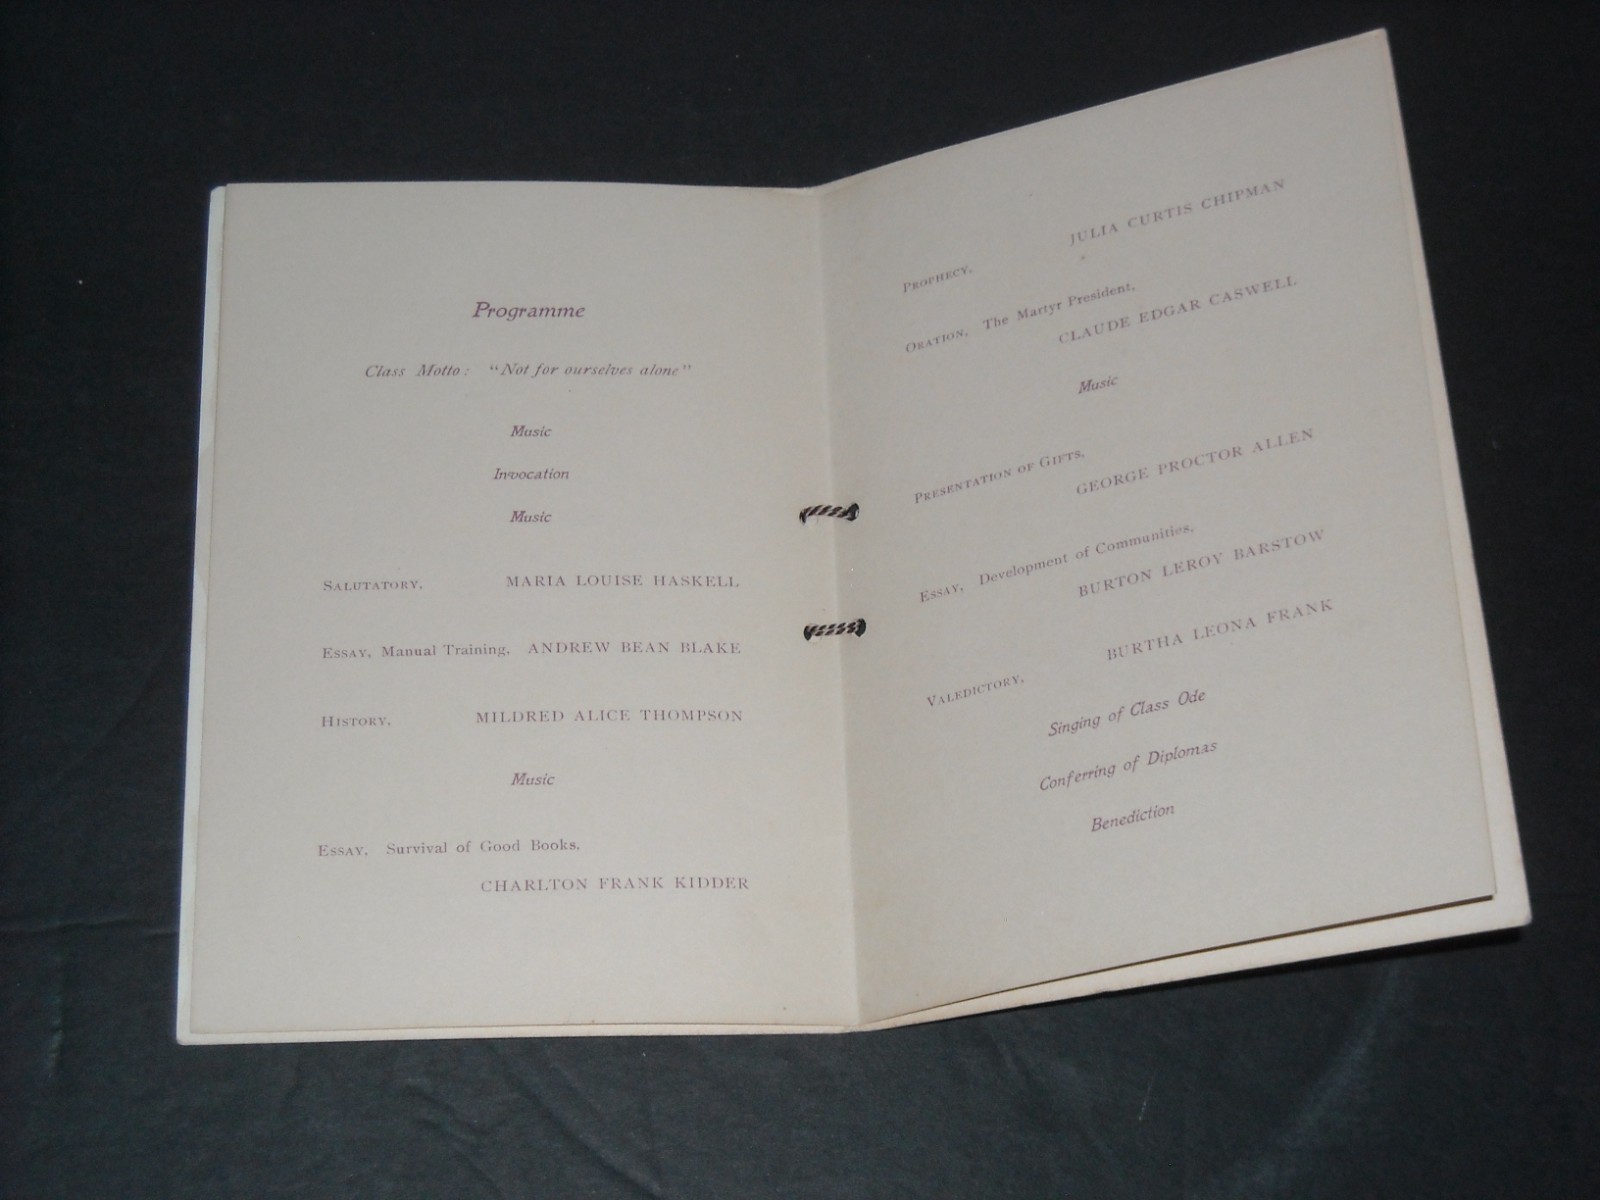 Programme
Class Motto: "Not for ourselves alone"
Music
Invocation
Music
SALUTATORY, MARIA LOUISE HASKELL
ESSAY, Manual Training, ANDREW BEAN BLAKE
HISTORY, MILDRED ALICE THOMPSON
Music
ESSAY, Survival of Good Books,
CHARLTON FRANK KIDDER
PROPHECY, JULIA CURTIS CHIPMAN
ORATION, The Martyr President,
CLAUDE EDGAR CASWELL
Music
PRESENTATION OF GIFTS,
GEORGE PROCTOR ALLEN
ESSAY, Development of Communities,
BURTON LEROY BARSTOW
VALEDICTORY, BURTHA LEONA FRANK
Singing of Class Ode
Conferring of Diplomas
Benediction